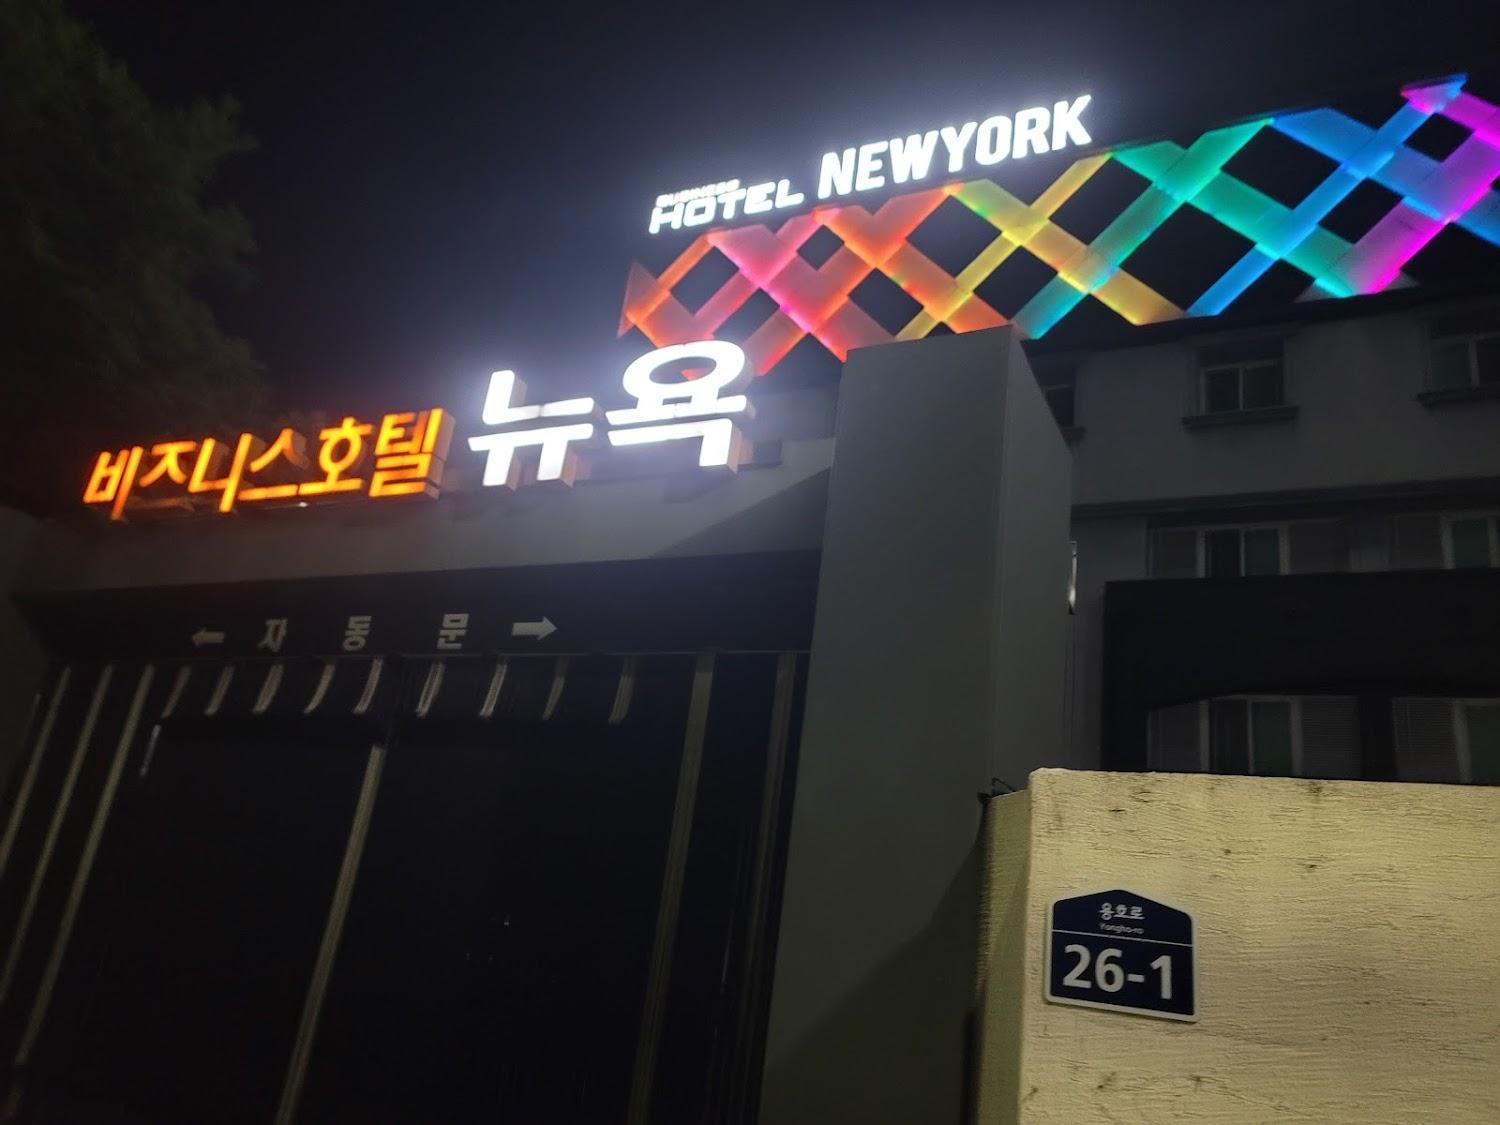 BUSINESS
HOTEL NEWYORK
비즈니스호텔 뉴욕
← 자 동 문 →
용호로
Yongho-ro
26-1